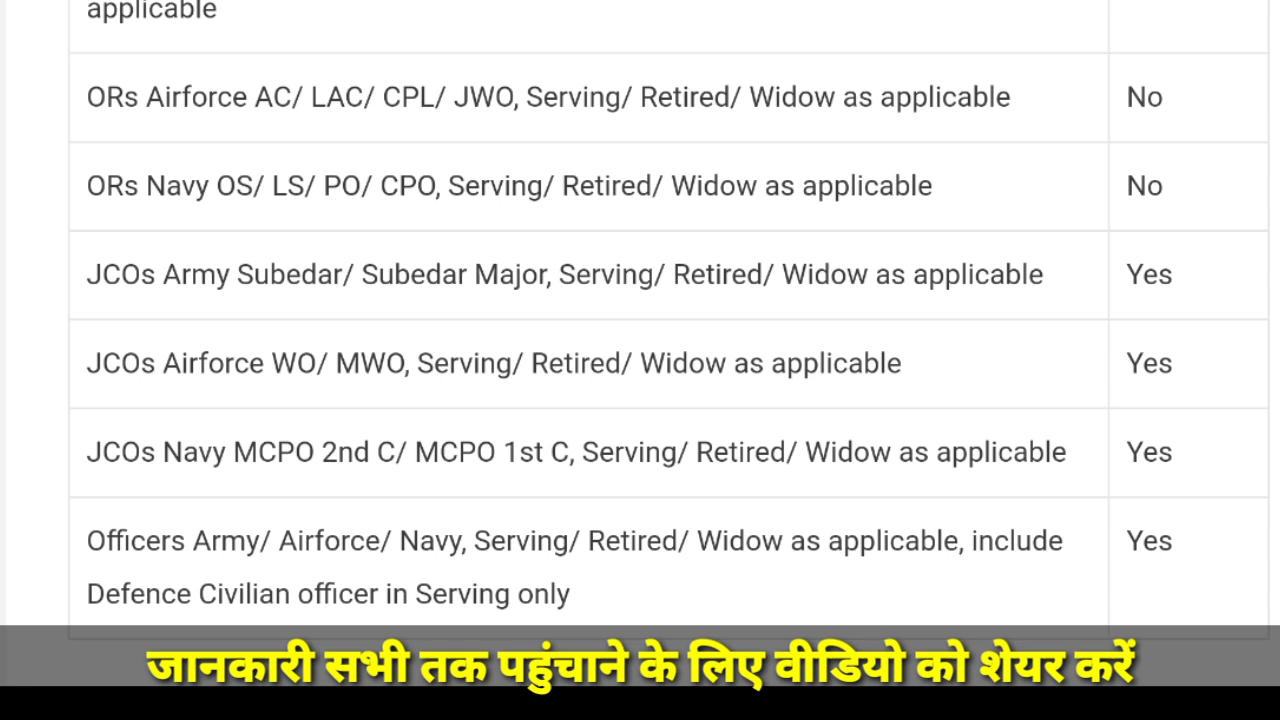 applicable
ORs Airforce AC/ LAC/ CPL/ JWO, Serving/ Retired/ Widow as applicable No
ORs Navy OS/ LS/ PO/ CPO, Serving/ Retired/ Widow as applicable No
JCOs Army Subedar/ Subedar Major, Serving/ Retired/ Widow as applicable Yes
JCOs Airforce WO/ MWO, Serving/ Retired/ Widow as applicable Yes
JCOs Navy MCPO 2nd C/ MCPO 1st C, Serving/ Retired/ Widow as applicable Yes
Officers Army/ Airforce/ Navy, Serving/ Retired/ Widow as applicable, include Yes
Defence Civilian officer in Serving only
जानकारी सभी तक पहुंचाने के लिए वीडियो को शेयर करें